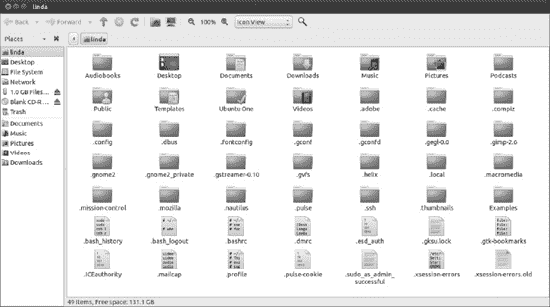 linda
Back Forward 100% Icon View
Places linda
linda
Desktop
File System
Network
1.0 GB Files...
Blank CD-R ...
Trash
Documents
Music
Pictures
Videos
Downloads
Audiobooks Desktop Documents Downloads Music Pictures Podcasts
Public Templates Ubuntu One Videos .adobe .cache .compiz
.config .dbus .fontconfig .gconf .gconfd .gegl-0.0 .gimp-2.6
.gnome2 .gnome2_private .gstreamer-0.10 .gvfs .helix .local .macromedia
.mission-control .mozilla .nautilus .pulse .ssh .thumbnails Examples
.bash_history .bash_logout .bashrc .dmrc .esd_auth .gksu.lock .gtk-bookmarks
.ICEauthority .mailcap .profile .pulse-cookie .sudo_as_admin_ .xsession-errors .xsession-errors.old
successful
49 items, Free space: 131.1 GB